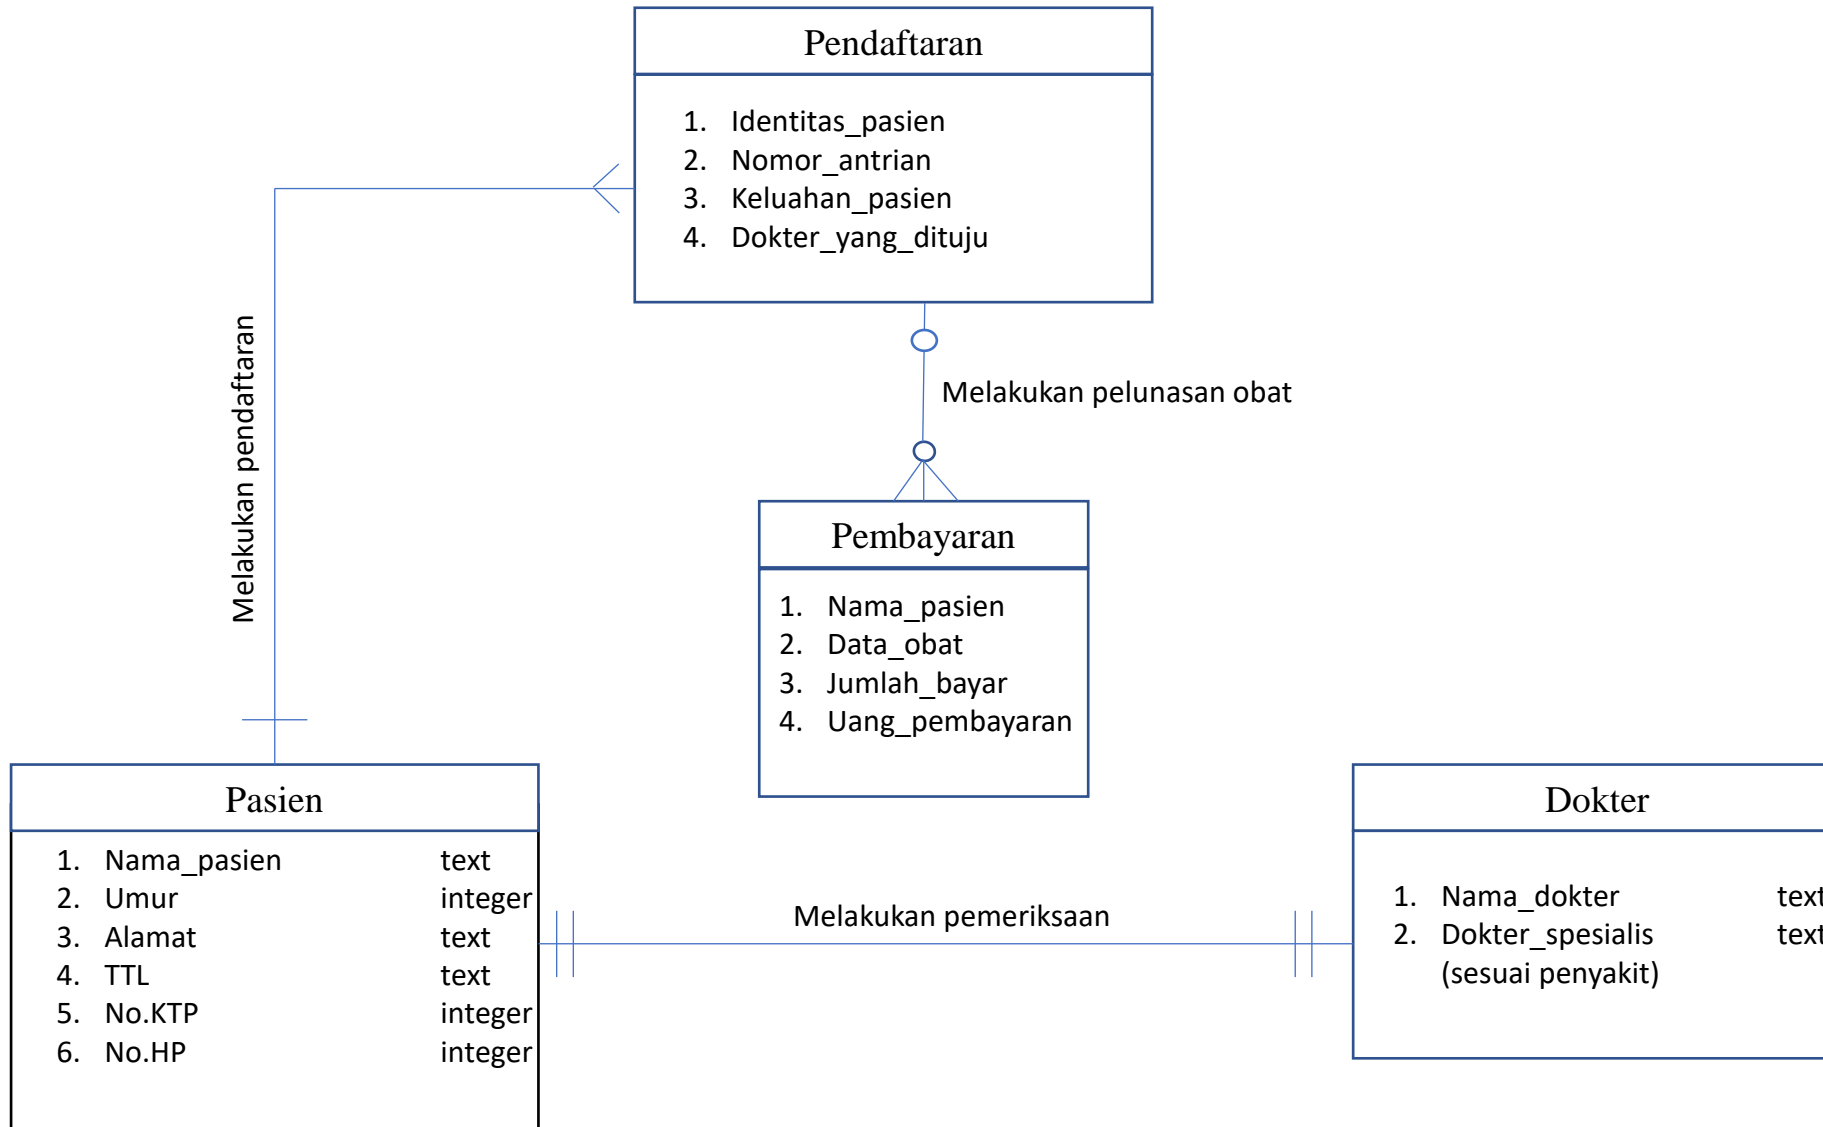 Pendaftaran
1. Identitas_pasien
2. Nomor_antrian
3. Keluahan_pasien
4. Dokter_yang_dituju
Melakukan pendaftaran
Melakukan pelunasan obat
Pembayaran
1. Nama_pasien
2. Data_obat
3. Jumlah_bayar
4. Uang_pembayaran
Pasien
1. Nama_pasien text
2. Umur integer
3. Alamat text
4. TTL text
5. No.KTP integer
6. No.HP integer
Melakukan pemeriksaan
Dokter
1. Nama_dokter text
2. Dokter_spesialis text
(sesuai penyakit)